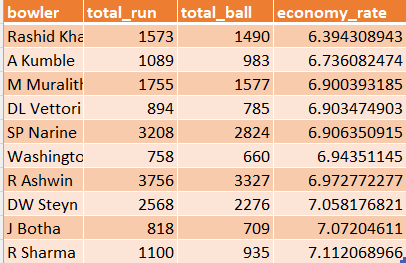 bowler total_run total_ball economy_rate
Rashid Kha 1573 1490 6.394308943
A Kumble 1089 983 6.736082474
M Muralith 1755 1577 6.900393185
DL Vettori 894 785 6.903474903
SP Narine 3208 2824 6.906350915
Washingto 758 660 6.94351145
R Ashwin 3756 3327 6.972772277
DW Steyn 2568 2276 7.058176821
J Botha 818 709 7.07204611
R Sharma 1100 935 7.112068966